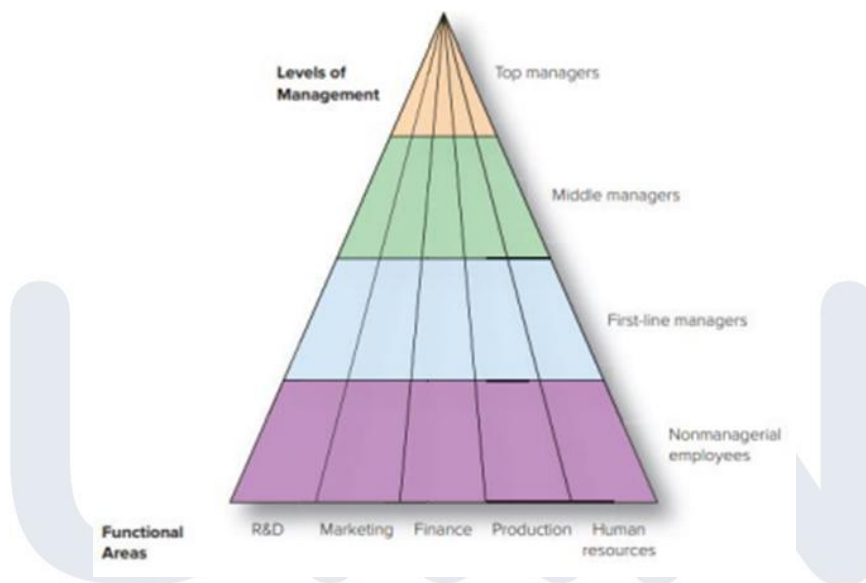 Levels of
Management
Top managers
Middle managers
First-line managers
Nonmanagerial
employees
Functional
Areas
R&D
Marketing
Finance
Production
Human
resources